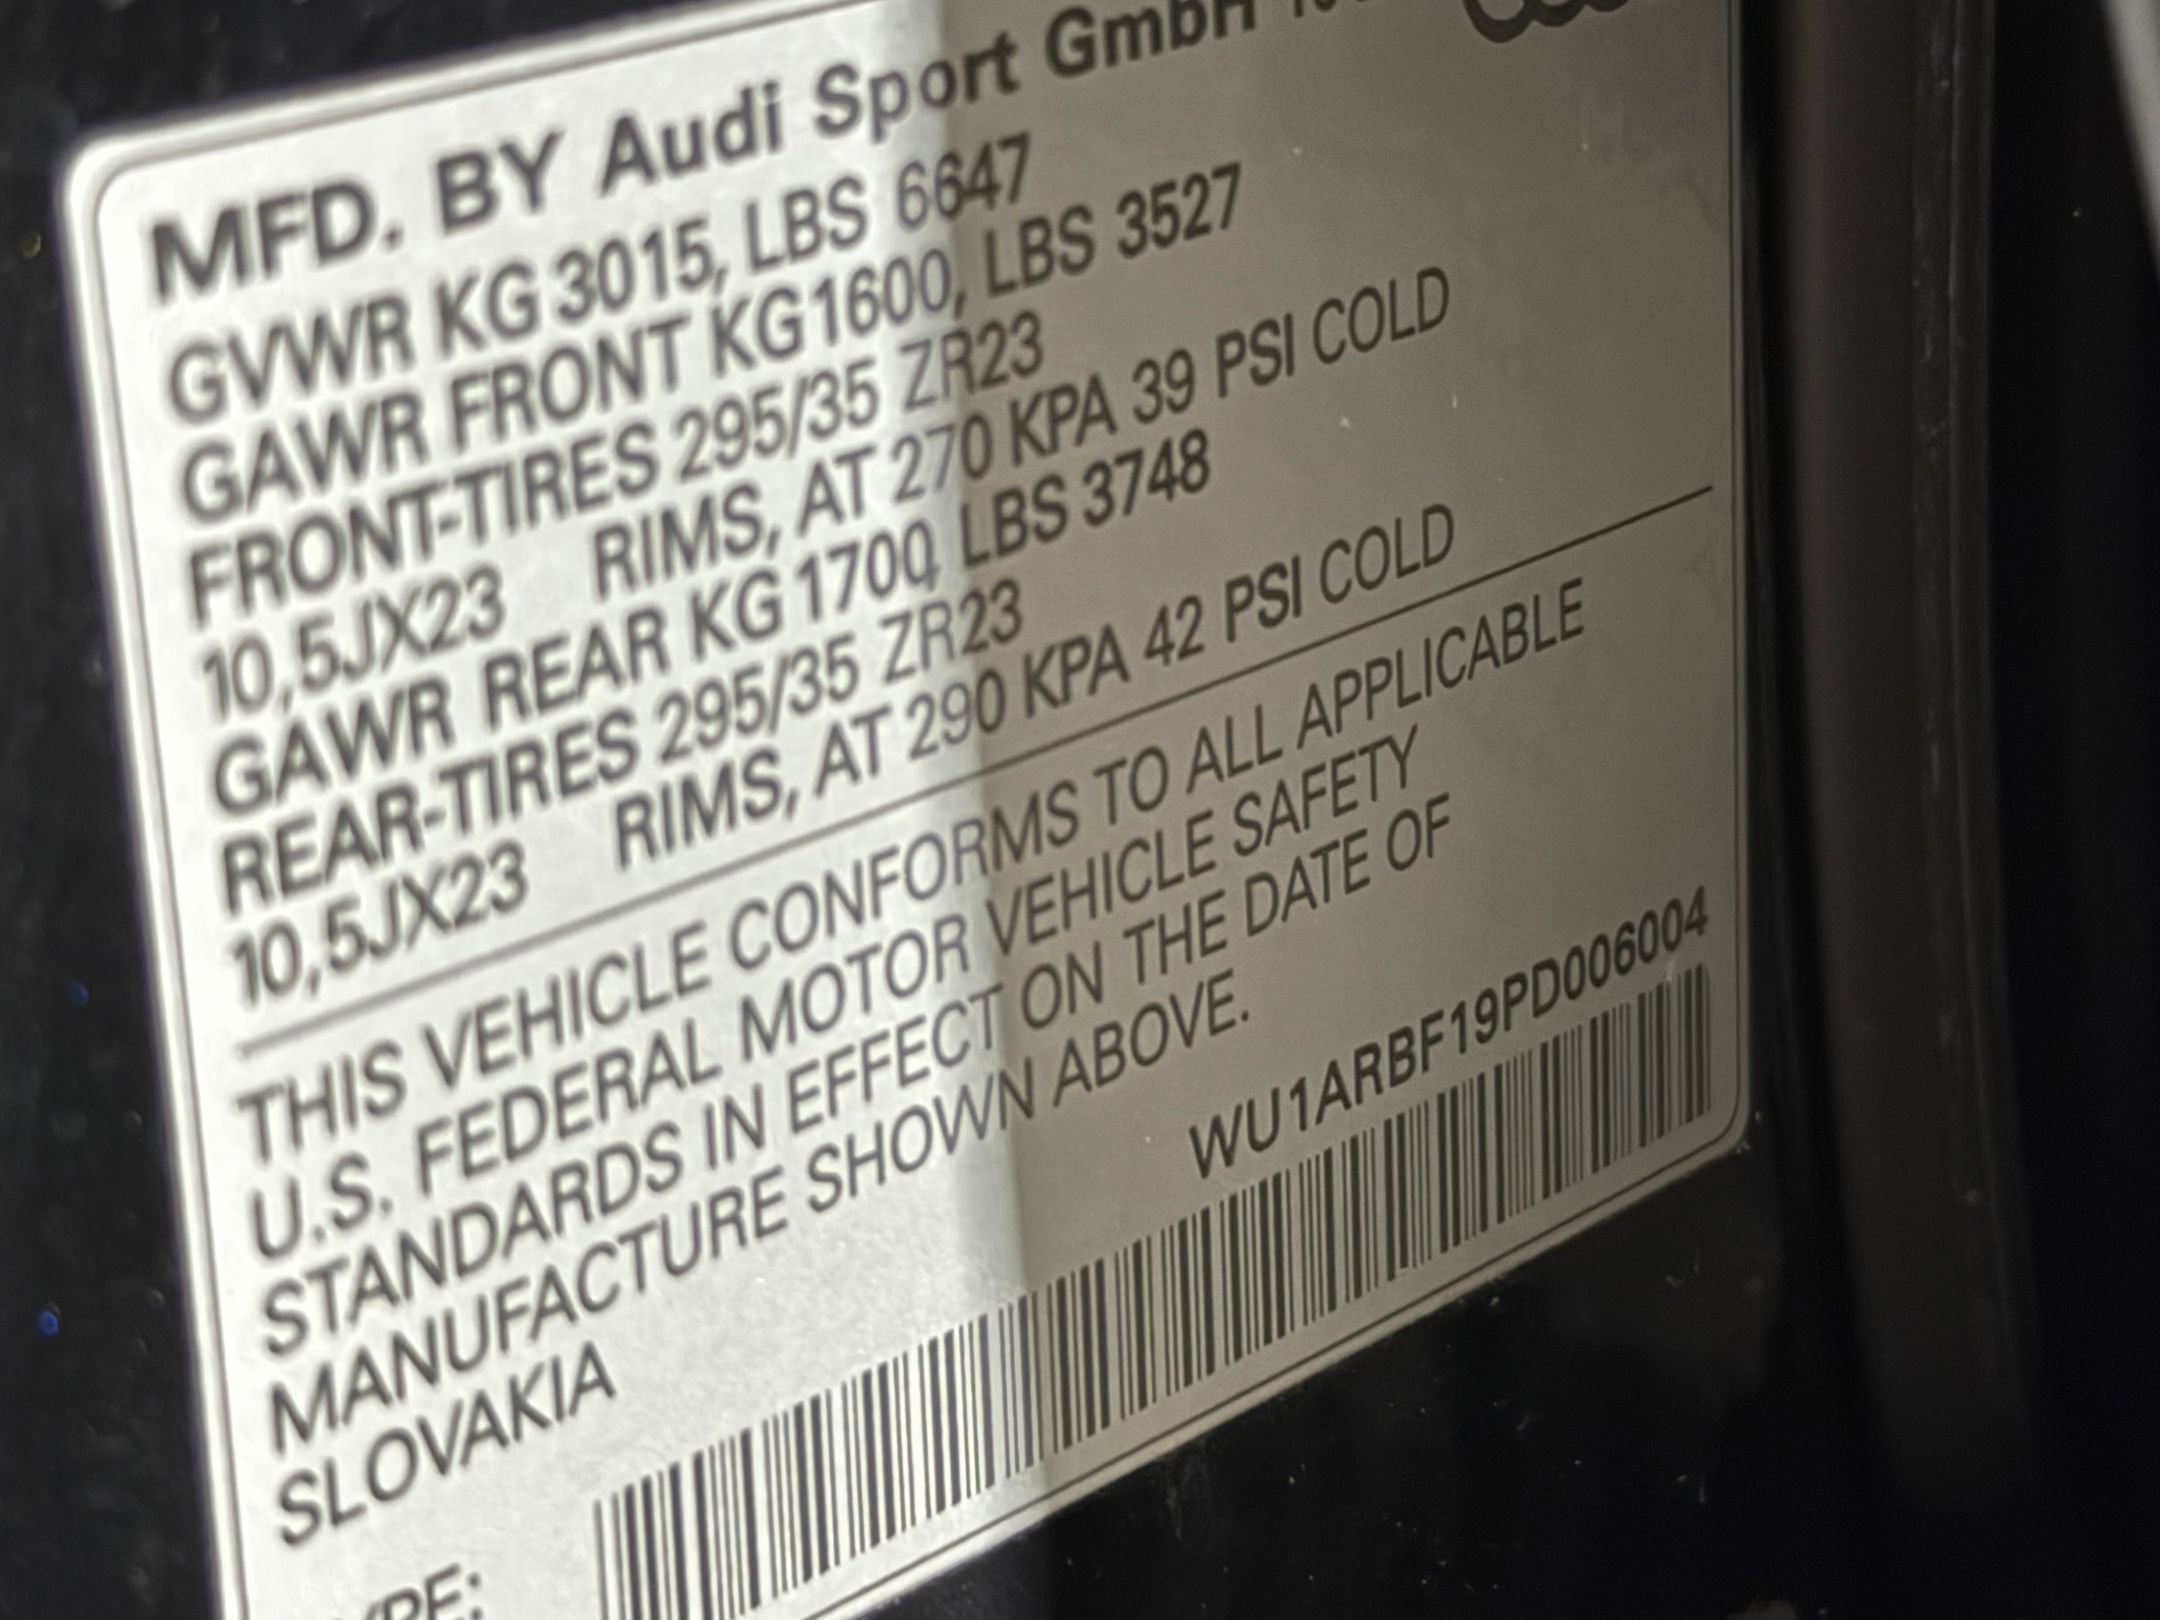 MFD. BY Audi Sport GmbH
GVWR KG 3015, LBS 6647
GAWR FRONT KG 1600, LBS 3527
FRONT-TIRES 295/35 ZR23
10,5JX23 RIMS, AT 270 KPA 39 PSI COLD
GAWR REAR KG 1700, LBS 3748
REAR-TIRES 295/35 ZR23
10,5JX23 RIMS, AT 290 KPA 42 PSI COLD
THIS VEHICLE CONFORMS TO ALL APPLICABLE
U.S. FEDERAL MOTOR VEHICLE SAFETY
STANDARDS IN EFFECT ON THE DATE OF
MANUFACTURE SHOWN ABOVE.
WU1ARBF19PD006004
SLOVAKIA